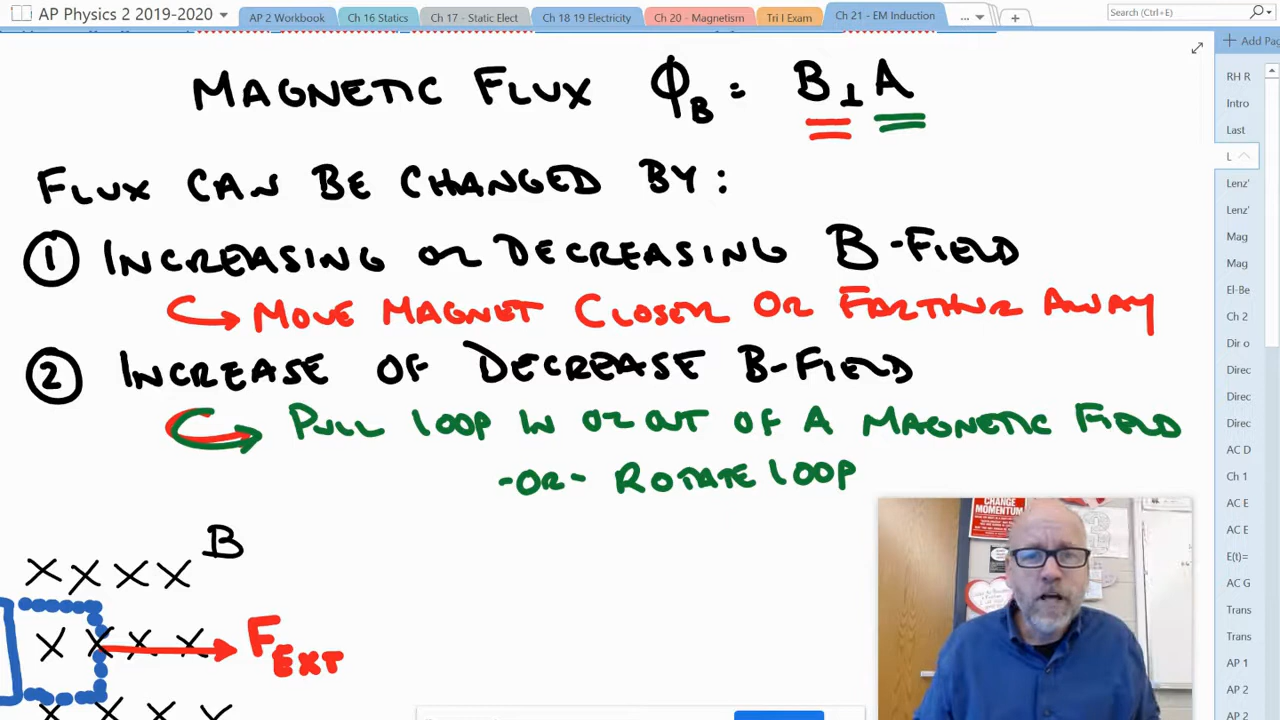 AP Physics 2 2019-2020
AP 2 Workbook
Ch 16 Statics
Ch 17 - Static Elect
Ch 18 19 Electricity
Ch 20 - Magnetism
Tri I Exam
Ch 21 - EM Induction
...
Search (Ctrl+E)
Add Pag
MAGNETIC FLUX ΦB = B⊥A
FLUX CAN BE CHANGED BY:
① INCREASING OR DECREASING B-FIELD
MOVE MAGNET CLOSER OR FARTHER AWAY
② INCREASE OF DECREASE B-FIELD
PULL LOOP IN OR OUT OF A MAGNETIC FIELD
-OR- ROTATE LOOP
B
X X X X
X X X X
FEXT
X X X X
CHANGE
MOMENTUM
RH R
Intro
Last
L
Lenz'
Lenz'
Mag
Mag
El-Be
Ch 2
Dir o
Direc
Direc
Direc
AC D
Ch 1
AC E
AC E
E(t)=
AC G
Trans
Trans
AP 1
AP 2
AP 2